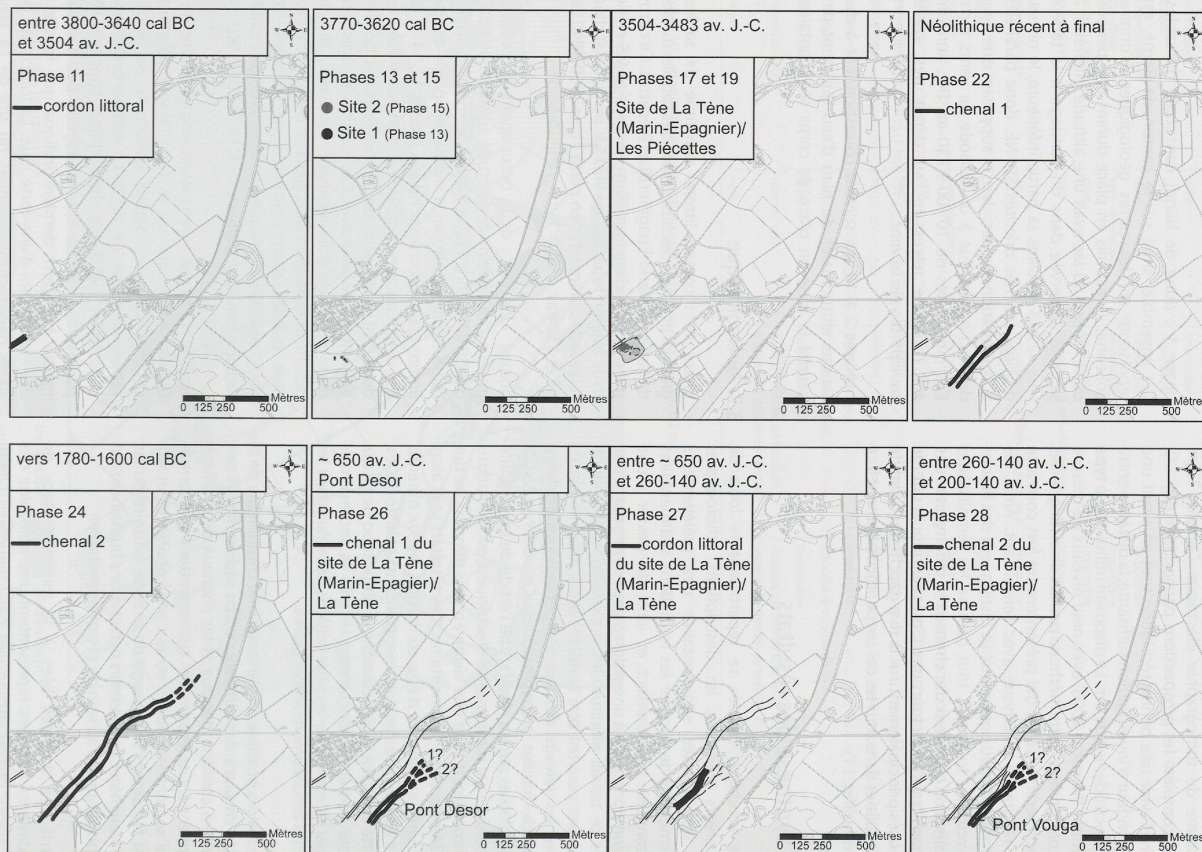 entre 3800-3640 cal BC
et 3504 av. J.-C.
Phase 11
cordon littoral
N
W E
S
0 125 250 500 Mètres
3770-3620 cal BC
Phases 13 et 15
Site 2 (Phase 15)
Site 1 (Phase 13)
N
W E
S
0 125 250 500 Mètres
3504-3483 av. J.-C.
Phases 17 et 19
Site de La Tène
(Marin-Epagnier)/
Les Piécettes
N
W E
S
0 125 250 500 Mètres
Néolithique récent à final
Phase 22
chenal 1
N
W E
S
0 125 250 500 Mètres
vers 1780-1600 cal BC
Phase 24
chenal 2
N
W E
S
0 125 250 500 Mètres
~ 650 av. J.-C.
Pont Desor
Phase 26
chenal 1 du
site de La Tène
(Marin-Epagier)/
La Tène
N
W E
S
1?
2?
Pont Desor
0 125 250 500 Mètres
entre ~ 650 av. J.-C.
et 260-140 av. J.-C.
Phase 27
cordon littoral
du site de La Tène
(Marin-Epagnier)/
La Tène
N
W E
S
0 125 250 500 Mètres
entre 260-140 av. J.-C.
et 200-140 av. J.-C.
Phase 28
chenal 2 du
site de La Tène
(Marin-Epagier)/
La Tène
N
W E
S
1?
2?
Pont Vouga
0 125 250 500 Mètres